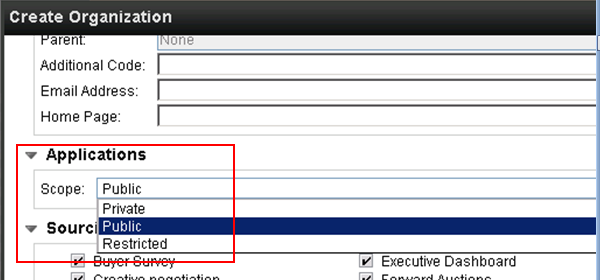 Create Organization
Parent: None
Additional Code:
Email Address:
Home Page:
Applications
Scope: Public
Private
Public
Restricted
Sourci
Buyer Survey Executive Dashboard
Creative negotiation Forward Auctions